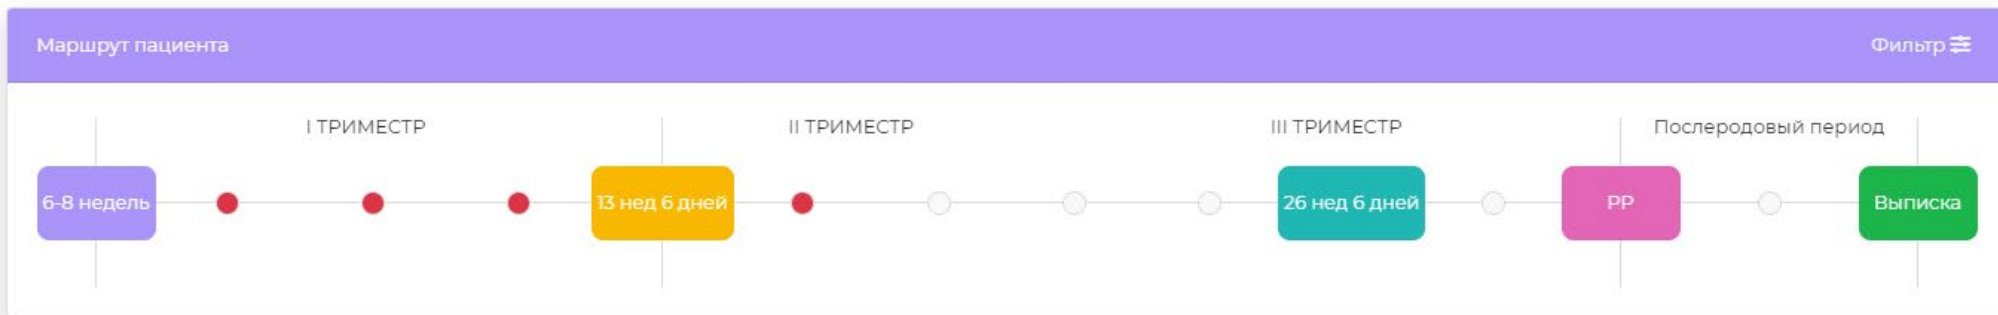 Маршрут пациента
Фильтр
I ТРИМЕСТР
II ТРИМЕСТР
III ТРИМЕСТР
Послеродовый период
6-8 недель
13 нед 6 дней
26 нед 6 дней
РР
Выписка